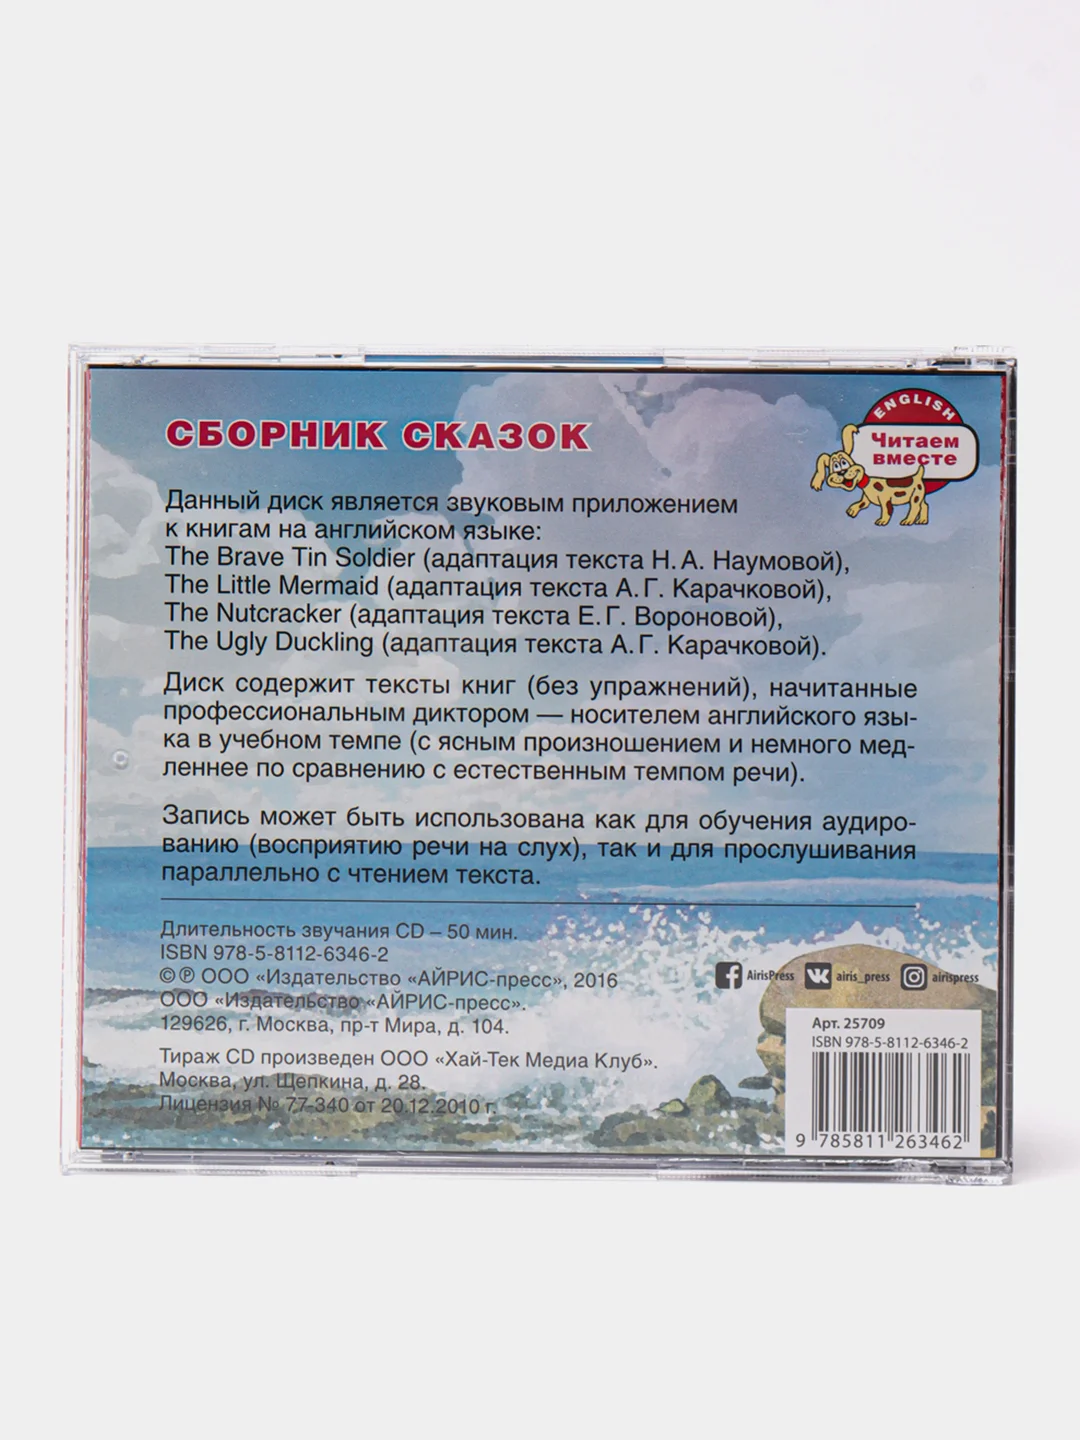 СБОРНИК СКАЗОК
ENGLISH
Читаем
вместе
Данный диск является звуковым приложением
к книгам на английском языке:
The Brave Tin Soldier (адаптация текста Н. А. Наумовой),
The Little Mermaid (адаптация текста А. Г. Карачковой),
The Nutcracker (адаптация текста Е. Г. Вороновой),
The Ugly Duckling (адаптация текста А. Г. Карачковой).
Диск содержит тексты книг (без упражнений), начитанные
профессиональным диктором — носителем английского язы-
ка в учебном темпе (с ясным произношением и немного мед-
леннее по сравнению с естественным темпом речи).
Запись может быть использована как для обучения аудиро-
ванию (восприятию речи на слух), так и для прослушивания
параллельно с чтением текста.
Длительность звучания CD – 50 мин.
ISBN 978-5-8112-6346-2
© ℗ ООО «Издательство «АЙРИС-пресс», 2016
ООО «Издательство «АЙРИС-пресс».
129626, г. Москва, пр-т Мира, д. 104.
Тираж CD произведен ООО «Хай-Тек Медиа Клуб».
Москва, ул. Щепкина, д. 28.
Лицензия № 77-340 от 20.12.2010 г.
AirisPress airis_press airispress
Арт. 25709
ISBN 978-5-8112-6346-2
9 785811 263462